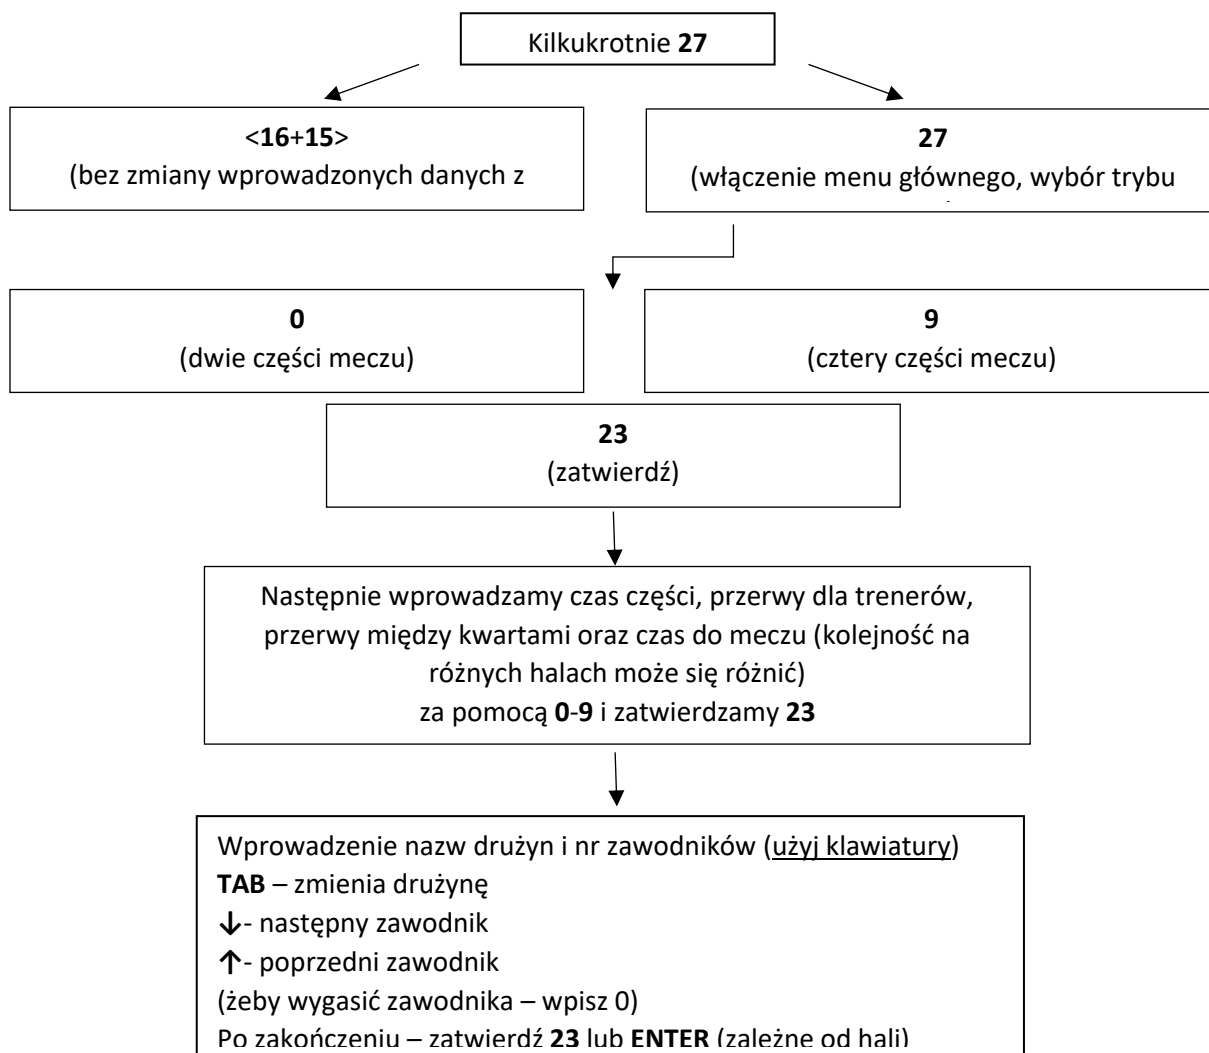 Kilkukrotnie 27
<16+15>
(bez zmiany wprowadzonych danych z
27
(włączenie menu głównego, wybór trybu
0
(dwie części meczu)
9
(cztery części meczu)
23
(zatwierdź)
Następnie wprowadzamy czas części, przerwy dla trenerów,
przerwy między kwartami oraz czas do meczu (kolejność na
różnych halach może się różnić)
za pomocą 0-9 i zatwierdzamy 23
Wprowadzenie nazw drużyn i nr zawodników (użyj klawiatury)
TAB – zmienia drużynę
↓- następny zawodnik
↑- poprzedni zawodnik
(żeby wygasić zawodnika – wpisz 0)
Po zakończeniu – zatwierdź 23 lub ENTER (zależne od hali)